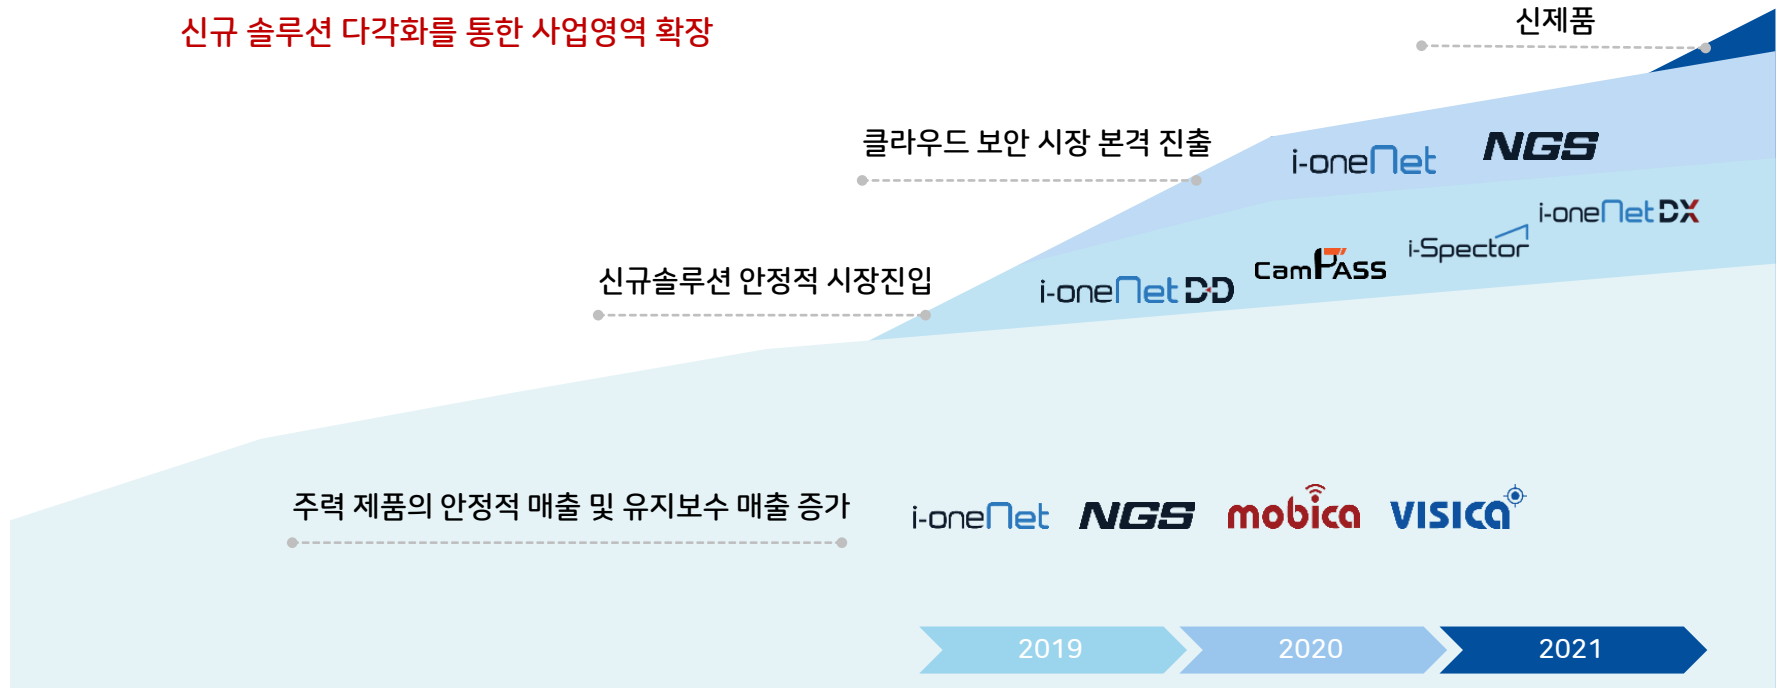 신규 솔루션 다각화를 통한 사업영역 확장
신제품
클라우드 보안 시장 본격 진출
i-oneNet NGS
i-oneNet DX
i-Spector
CamPASS
신규솔루션 안정적 시장진입
i-oneNet DD
주력 제품의 안정적 매출 및 유지보수 매출 증가
i-oneNet NGS mobica VISICA
2019 2020 2021